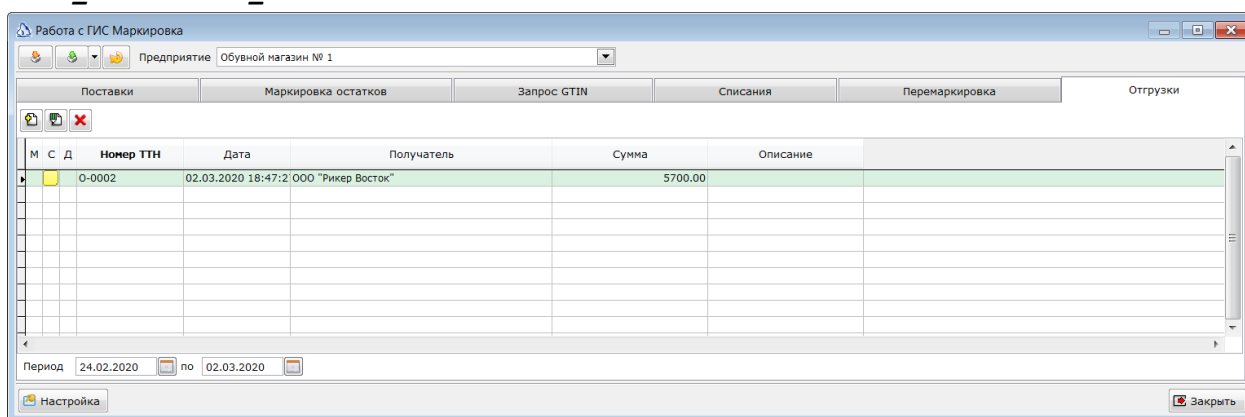 Работа с ГИС Маркировка
Предприятие Обувной магазин № 1
Поставки Маркировка остатков Запрос GTIN Списания Перемаркировка Отгрузки
М С Д Номер ТТН Дата Получатель Сумма Описание
О-0002 02.03.2020 18:47:2 ООО "Рикер Восток" 5700.00
Период 24.02.2020 по 02.03.2020
Настройка Закрыть